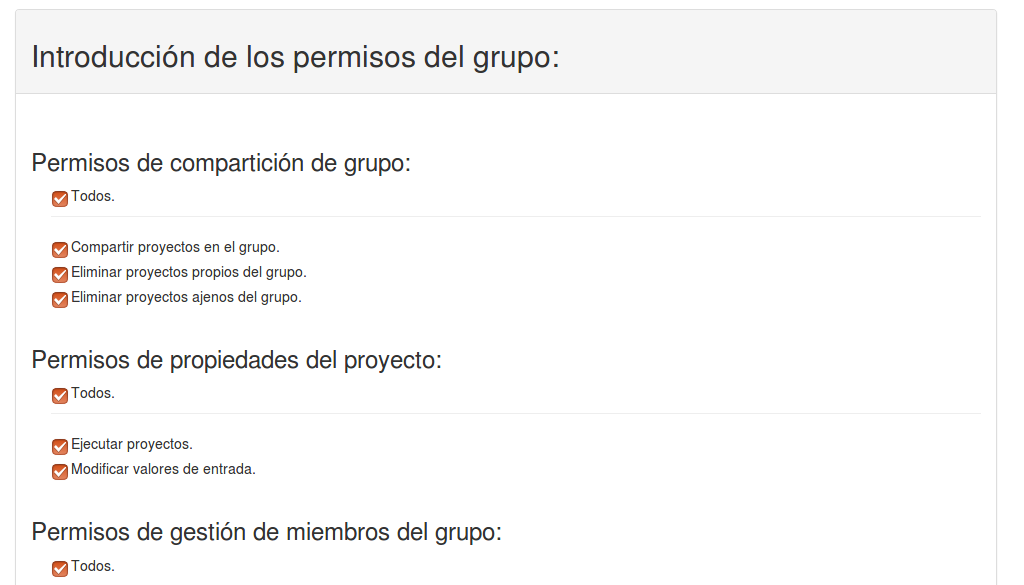 Introducción de los permisos del grupo:
Permisos de compartición de grupo:
Todos.
Compartir proyectos en el grupo.
Eliminar proyectos propios del grupo.
Eliminar proyectos ajenos del grupo.
Permisos de propiedades del proyecto:
Todos.
Ejecutar proyectos.
Modificar valores de entrada.
Permisos de gestión de miembros del grupo:
Todos.